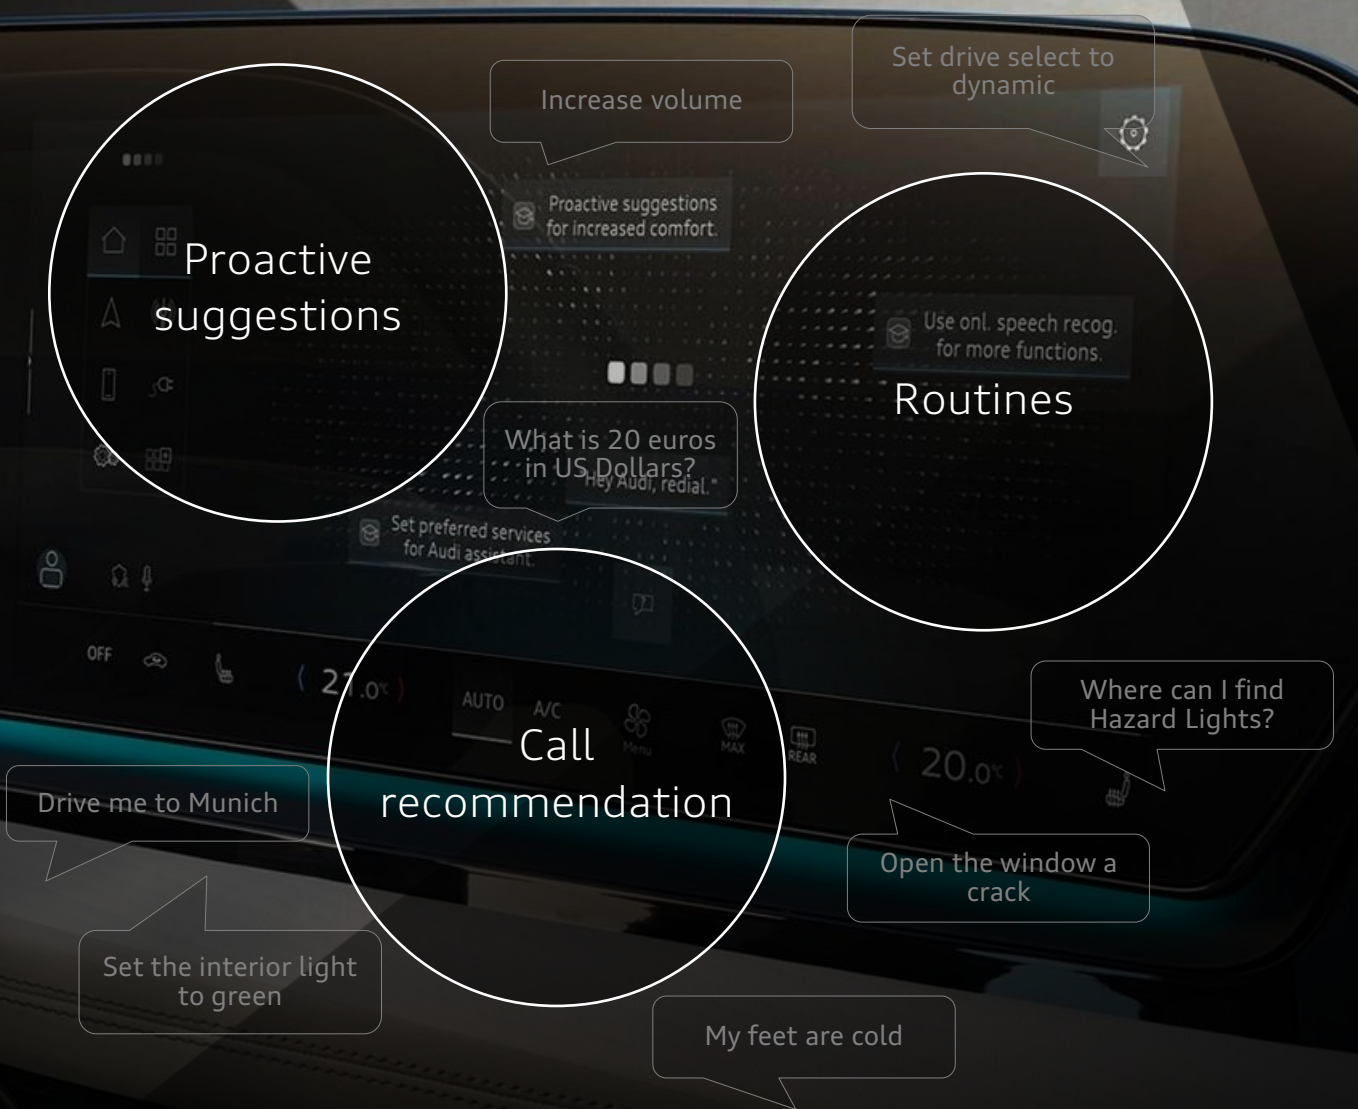 Set drive select to
dynamic
Increase volume
Proactive suggestions
for increased comfort.
Proactive
suggestions
Use onl. speech recog.
for more functions.
Routines
What is 20 euros
in US Dollars?
"Hey Audi, redial."
Set preferred services
for Audi assistant.
OFF
21.0°C
AUTO
A/C
Menu
MAX
REAR
20.0°C
Call
recommendation
Where can I find
Hazard Lights?
Drive me to Munich
Open the window a
crack
Set the interior light
to green
My feet are cold